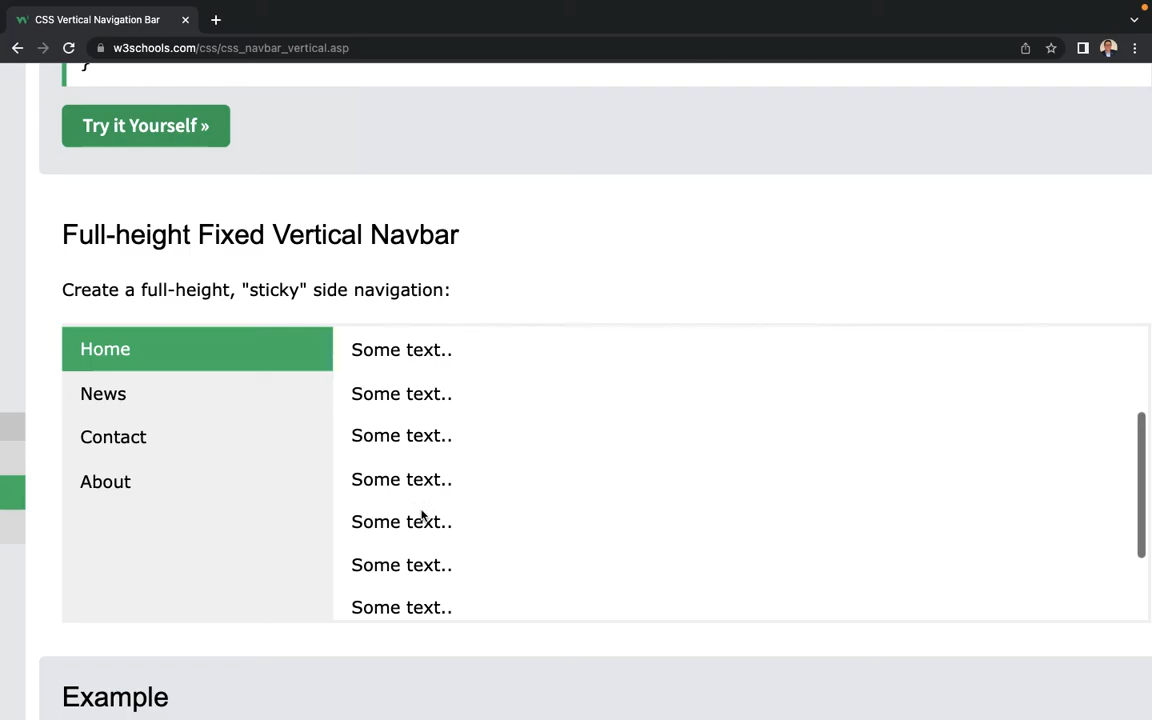 CSS Vertical Navigation Bar
w3schools.com/css/css_navbar_vertical.asp
}
Try it Yourself »
Full-height Fixed Vertical Navbar
Create a full-height, "sticky" side navigation:
Home
News
Contact
About
Some text..
Some text..
Some text..
Some text..
Some text..
Some text..
Some text..
Example